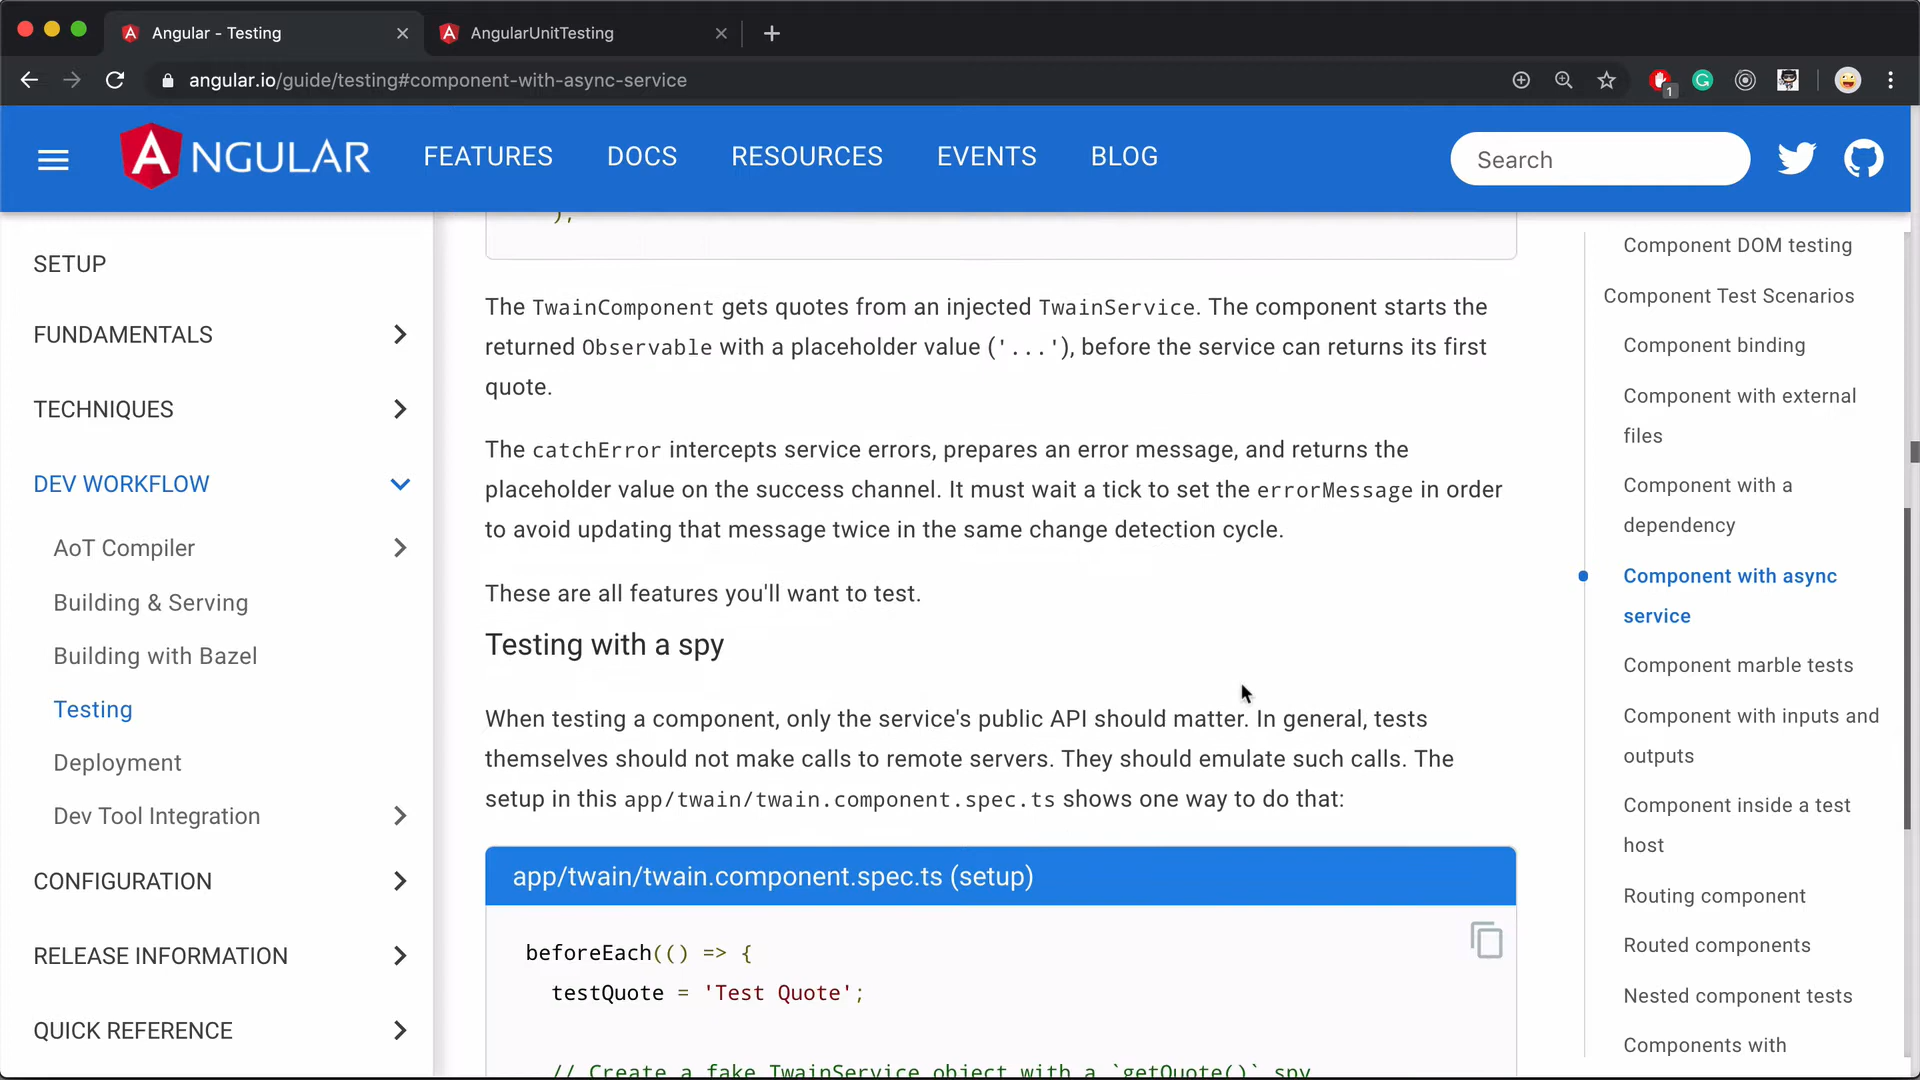 Angular - Testing
AngularUnitTesting
angular.io/guide/testing#component-with-async-service
1
ANGULAR
FEATURES
DOCS
RESOURCES
EVENTS
BLOG
Search
SETUP
FUNDAMENTALS
TECHNIQUES
DEV WORKFLOW
AoT Compiler
Building & Serving
Building with Bazel
Testing
Deployment
Dev Tool Integration
CONFIGURATION
RELEASE INFORMATION
QUICK REFERENCE
);
The TwainComponent gets quotes from an injected TwainService. The component starts the
returned Observable with a placeholder value ('...'), before the service can returns its first
quote.
The catchError intercepts service errors, prepares an error message, and returns the
placeholder value on the success channel. It must wait a tick to set the errorMessage in order
to avoid updating that message twice in the same change detection cycle.
These are all features you'll want to test.
Testing with a spy
When testing a component, only the service's public API should matter. In general, tests
themselves should not make calls to remote servers. They should emulate such calls. The
setup in this app/twain/twain.component.spec.ts shows one way to do that:
app/twain/twain.component.spec.ts (setup)
beforeEach(() => {
testQuote = 'Test Quote';
// Create a fake TwainService object with a `getQuote()` spy
Component DOM testing
Component Test Scenarios
Component binding
Component with external
files
Component with a
dependency
Component with async
service
Component marble tests
Component with inputs and
outputs
Component inside a test
host
Routing component
Routed components
Nested component tests
Components with